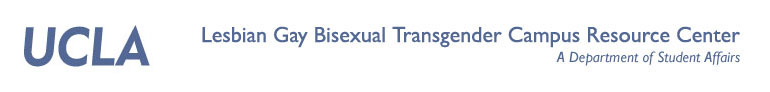 UCLA
Lesbian Gay Bisexual Transgender Campus Resource Center
A Department of Student Affairs